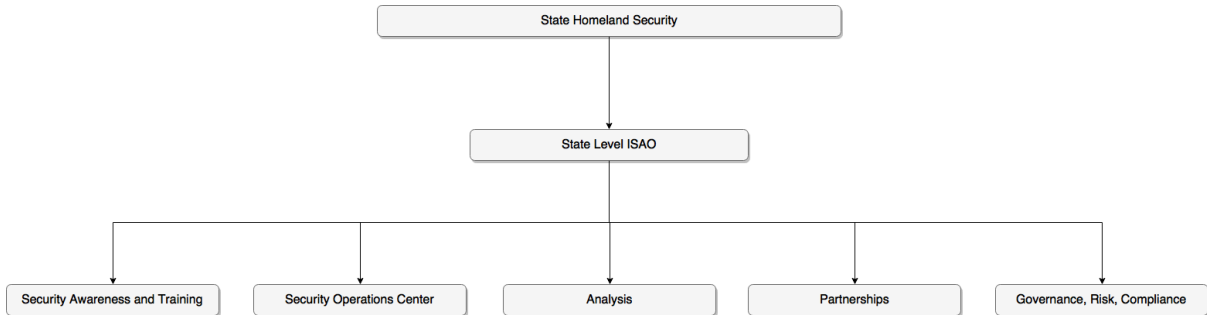 State Homeland Security
State Level ISAO
Security Awareness and Training
Security Operations Center
Analysis
Partnerships
Governance, Risk, Compliance